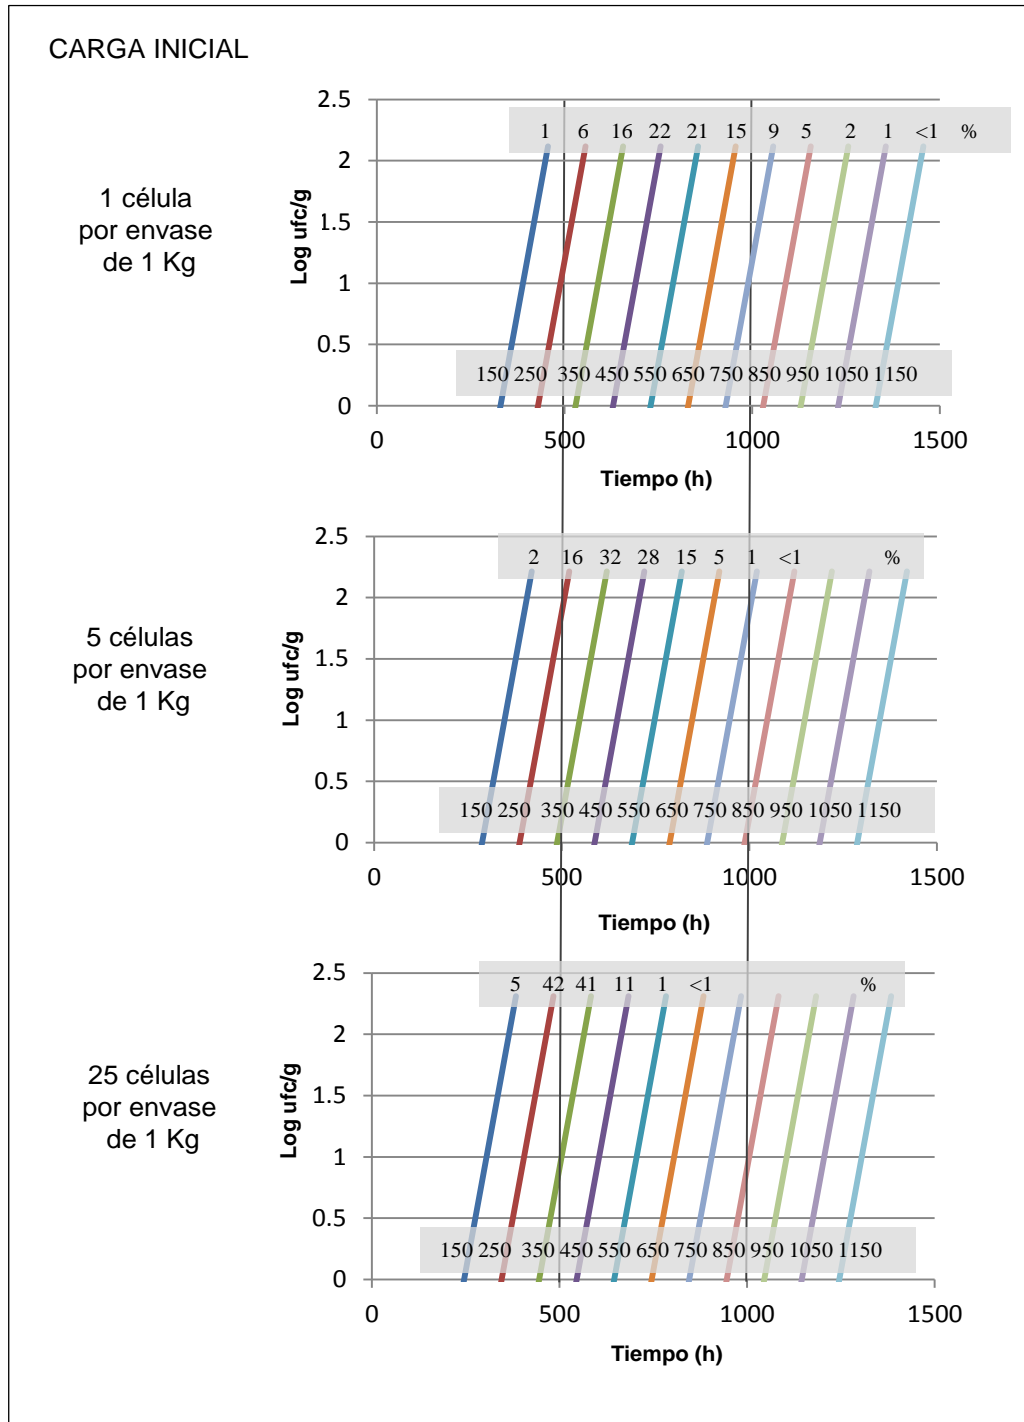 CARGA INICIAL
1 célula
por envase
de 1 Kg
Log ufc/g
2.5
2
1.5
1
0.5
0
1 6 16 22 21 15 9 5 2 1 <1 %
150 250 350 450 550 650 750 850 950 1050 1150
0 500 1000 1500
Tiempo (h)
5 células
por envase
de 1 Kg
Log ufc/g
2.5
2
1.5
1
0.5
0
2 16 32 28 15 5 1 <1 %
150 250 350 450 550 650 750 850 950 1050 1150
0 500 1000 1500
Tiempo (h)
25 células
por envase
de 1 Kg
Log ufc/g
2.5
2
1.5
1
0.5
0
5 42 41 11 1 <1 %
150 250 350 450 550 650 750 850 950 1050 1150
0 500 1000 1500
Tiempo (h)